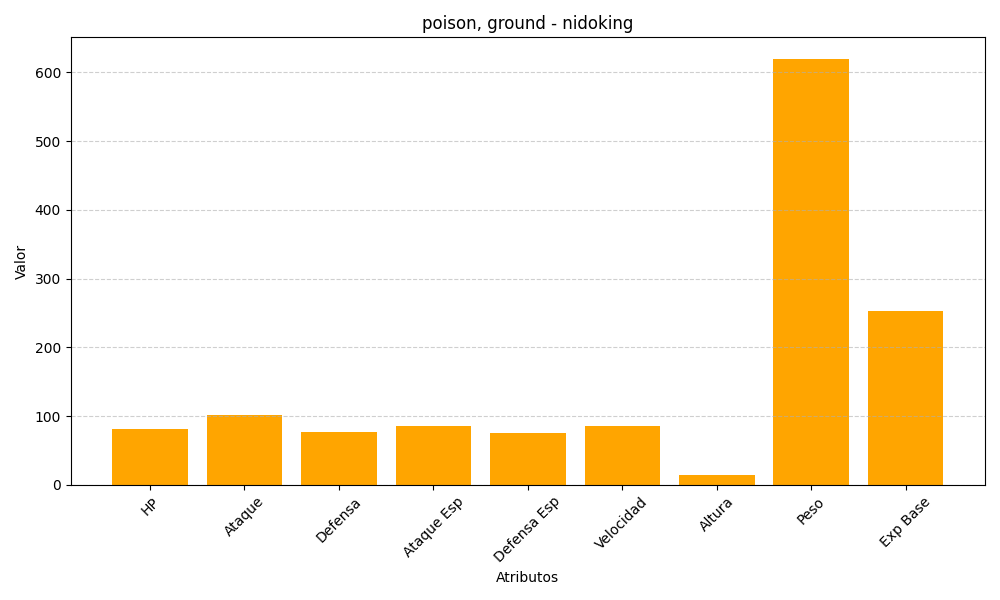 poison, ground - nidoking
Valor
600
500
400
300
200
100
0
HP
Ataque
Defensa
Ataque Esp
Defensa Esp
Velocidad
Altura
Peso
Exp Base
Atributos